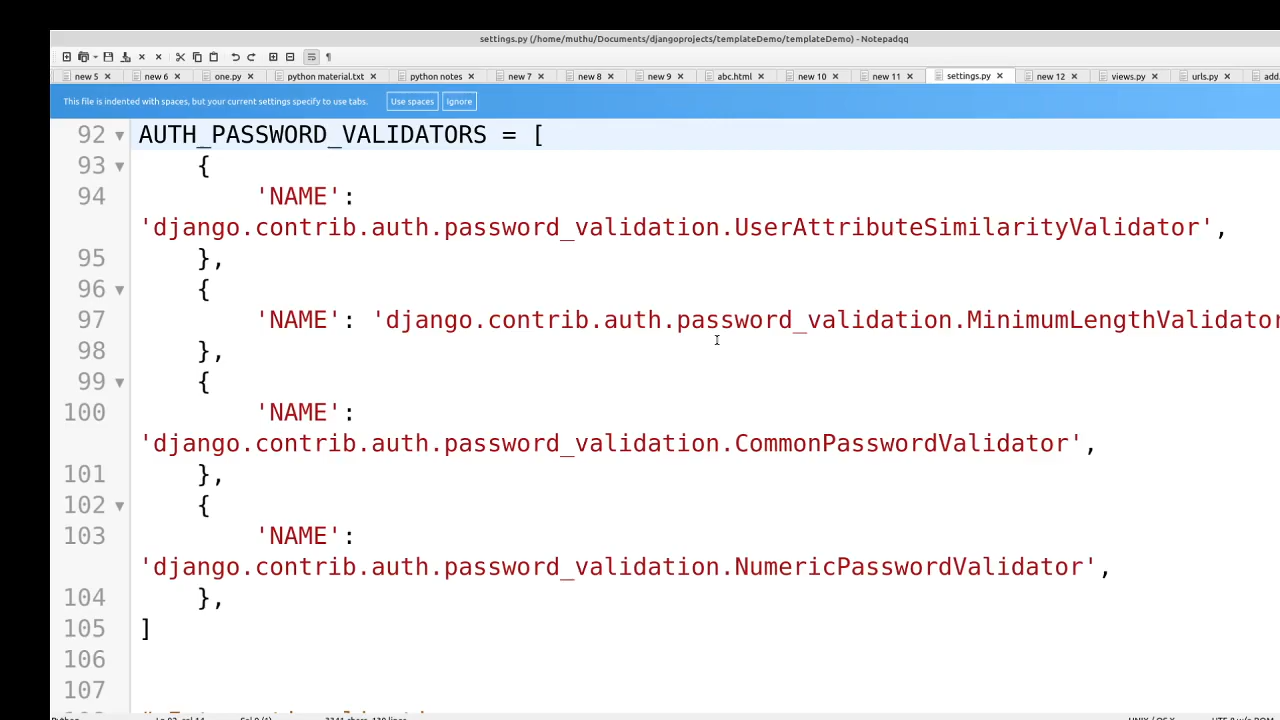 settings.py (/home/muthu/Documents/djangoprojects/templateDemo/templateDemo) - Notepadqq
new 5 new 6 one.py python material.txt python notes new 7 new 8 new 9 abc.html new 10 new 11 settings.py new 12 views.py urls.py add
This file is indented with spaces, but your current settings specify to use tabs. Use spaces Ignore
92 AUTH_PASSWORD_VALIDATORS = [
93 {
94 'NAME':
'django.contrib.auth.password_validation.UserAttributeSimilarityValidator',
95 },
96 {
97 'NAME': 'django.contrib.auth.password_validation.MinimumLengthValidator
98 },
99 {
100 'NAME':
'django.contrib.auth.password_validation.CommonPasswordValidator',
101 },
102 {
103 'NAME':
'django.contrib.auth.password_validation.NumericPasswordValidator',
104 },
105 ]
106
107